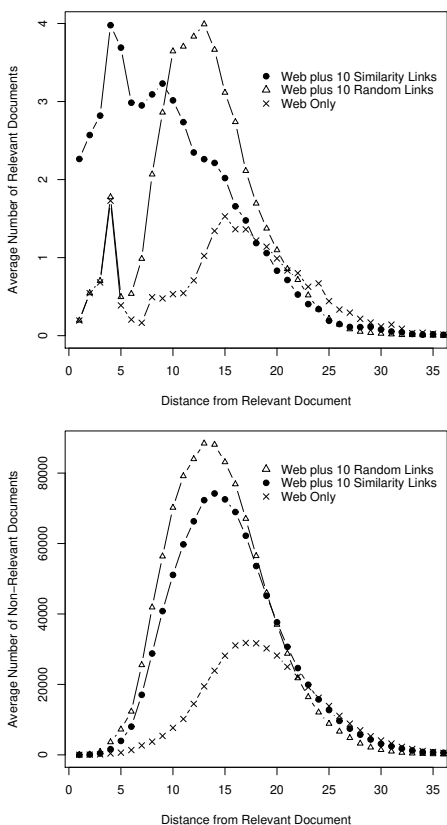 4
3
2
1
0
Average Number of Relevant Documents
Web plus 10 Similarity Links
Web plus 10 Random Links
Web Only
0 5 10 15 20 25 30 35
Distance from Relevant Document
80000
60000
40000
20000
0
Average Number of Non−Relevant Documents
Web plus 10 Random Links
Web plus 10 Similarity Links
Web Only
0 5 10 15 20 25 30 35
Distance from Relevant Document